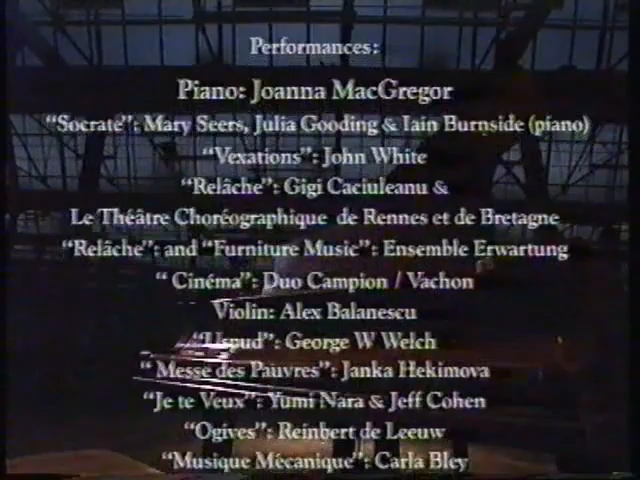 Performances:
Piano: Joanna MacGregor
"Socrate": Mary Seers, Julia Gooding & Iain Burnside (piano)
"Vexations": John White
"Relâche": Gigi Caciuleanu &
Le Théâtre Choréographique de Rennes et de Bretagne
"Relâche": and "Furniture Music": Ensemble Erwartung
" Cinéma": Duo Campion / Vachon
Violin: Alex Balanescu
"Uspud": George W Welch
" Messe des Pauvres": Janka Hekimova
"Je te Veux": Yumi Nara & Jeff Cohen
"Ogives": Reinbert de Leeuw
"Musique Mécanique": Carla Bley